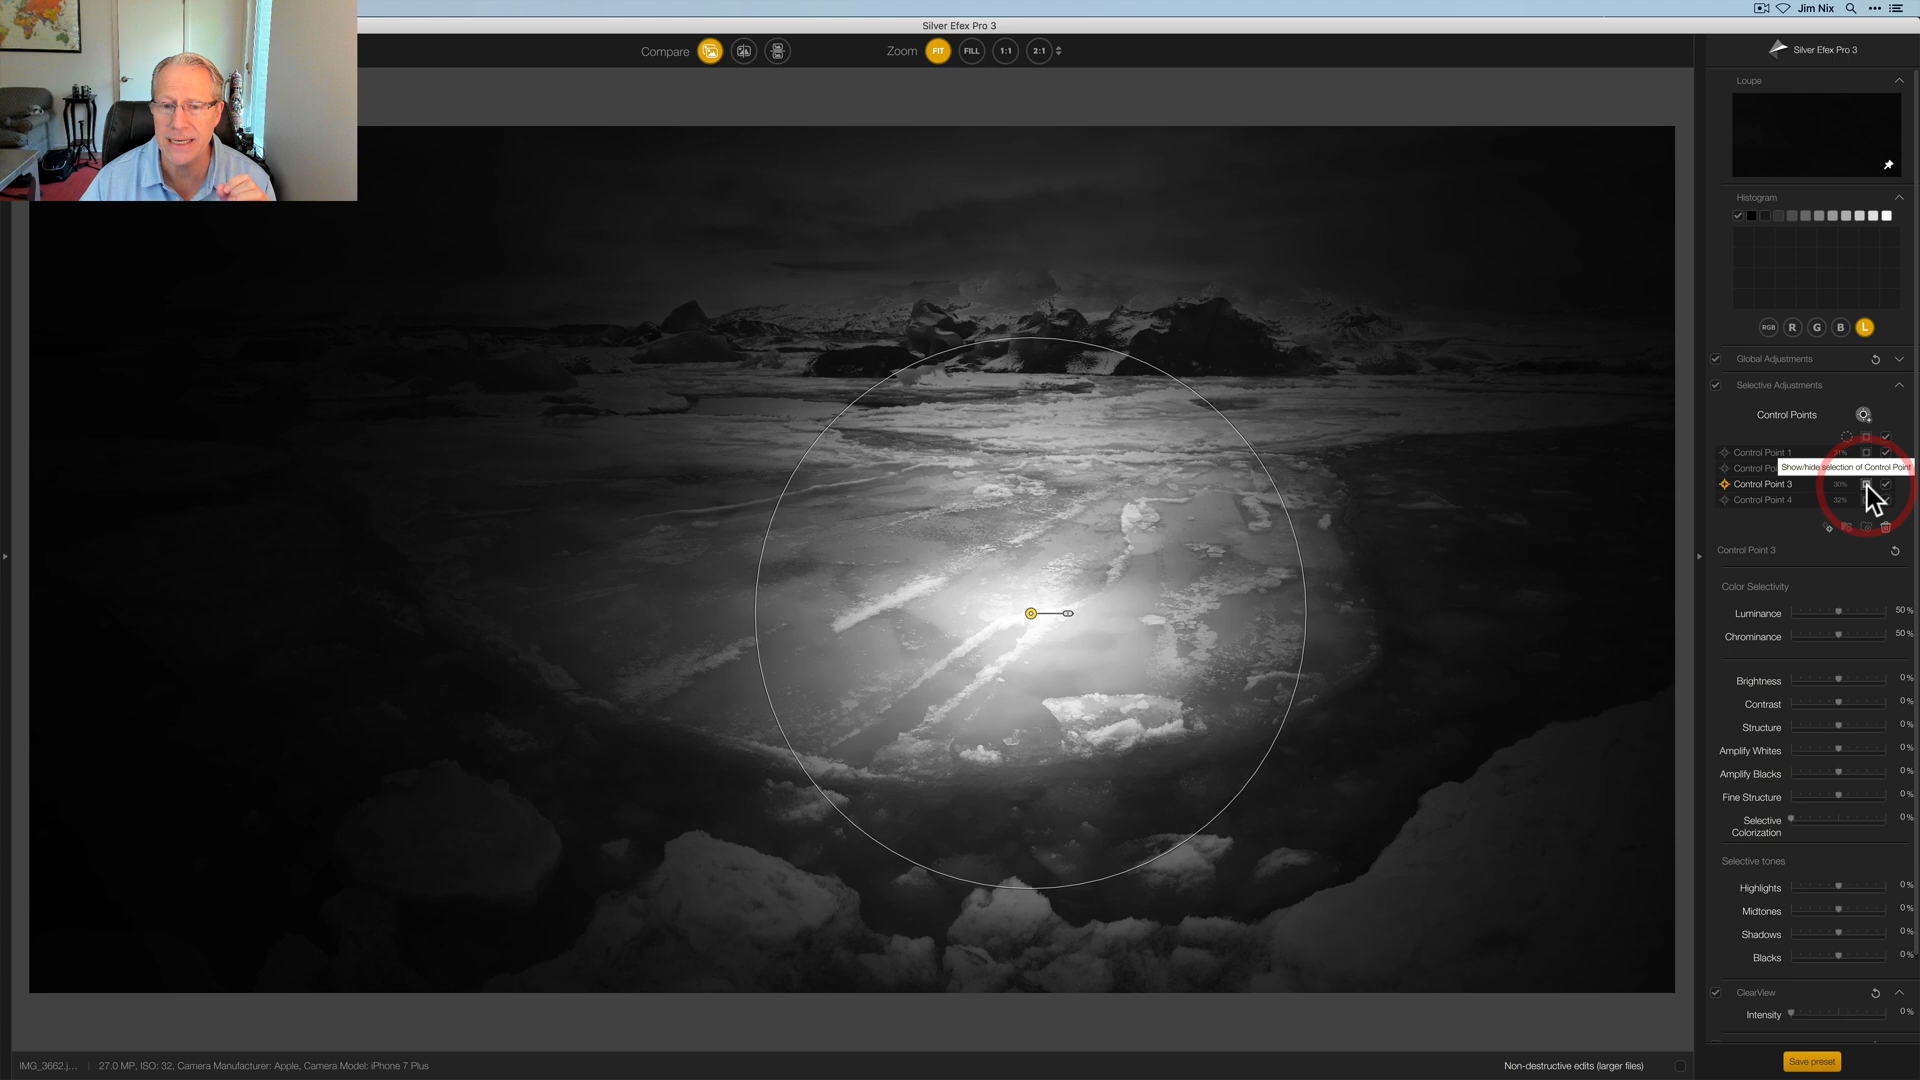 Jim Nix
Silver Efex Pro 3
Compare
Zoom
FIT
FILL
1:1
2:1
Silver Efex Pro 3
Loupe
Histogram
RGB
R
G
B
L
Global Adjustments
Selective Adjustments
Control Points
Control Point 1
Show/hide selection of Control Point
Control Point 3 30%
Control Point 4 32%
Control Point 3
Color Selectivity
Luminance 50 %
Chrominance 50 %
Brightness 0 %
Contrast 0 %
Structure 0 %
Amplify Whites 0 %
Amplify Blacks 0 %
Fine Structure 0 %
Selective 0 %
Colorization
Selective tones
Highlights 0 %
Midtones 0 %
Shadows 0 %
Blacks 0 %
ClearView
Intensity 0 %
IMG_3662.j...
27.0 MP, ISO: 32, Camera Manufacturer: Apple, Camera Model: iPhone 7 Plus
Non-destructive edits (larger files)
Save preset